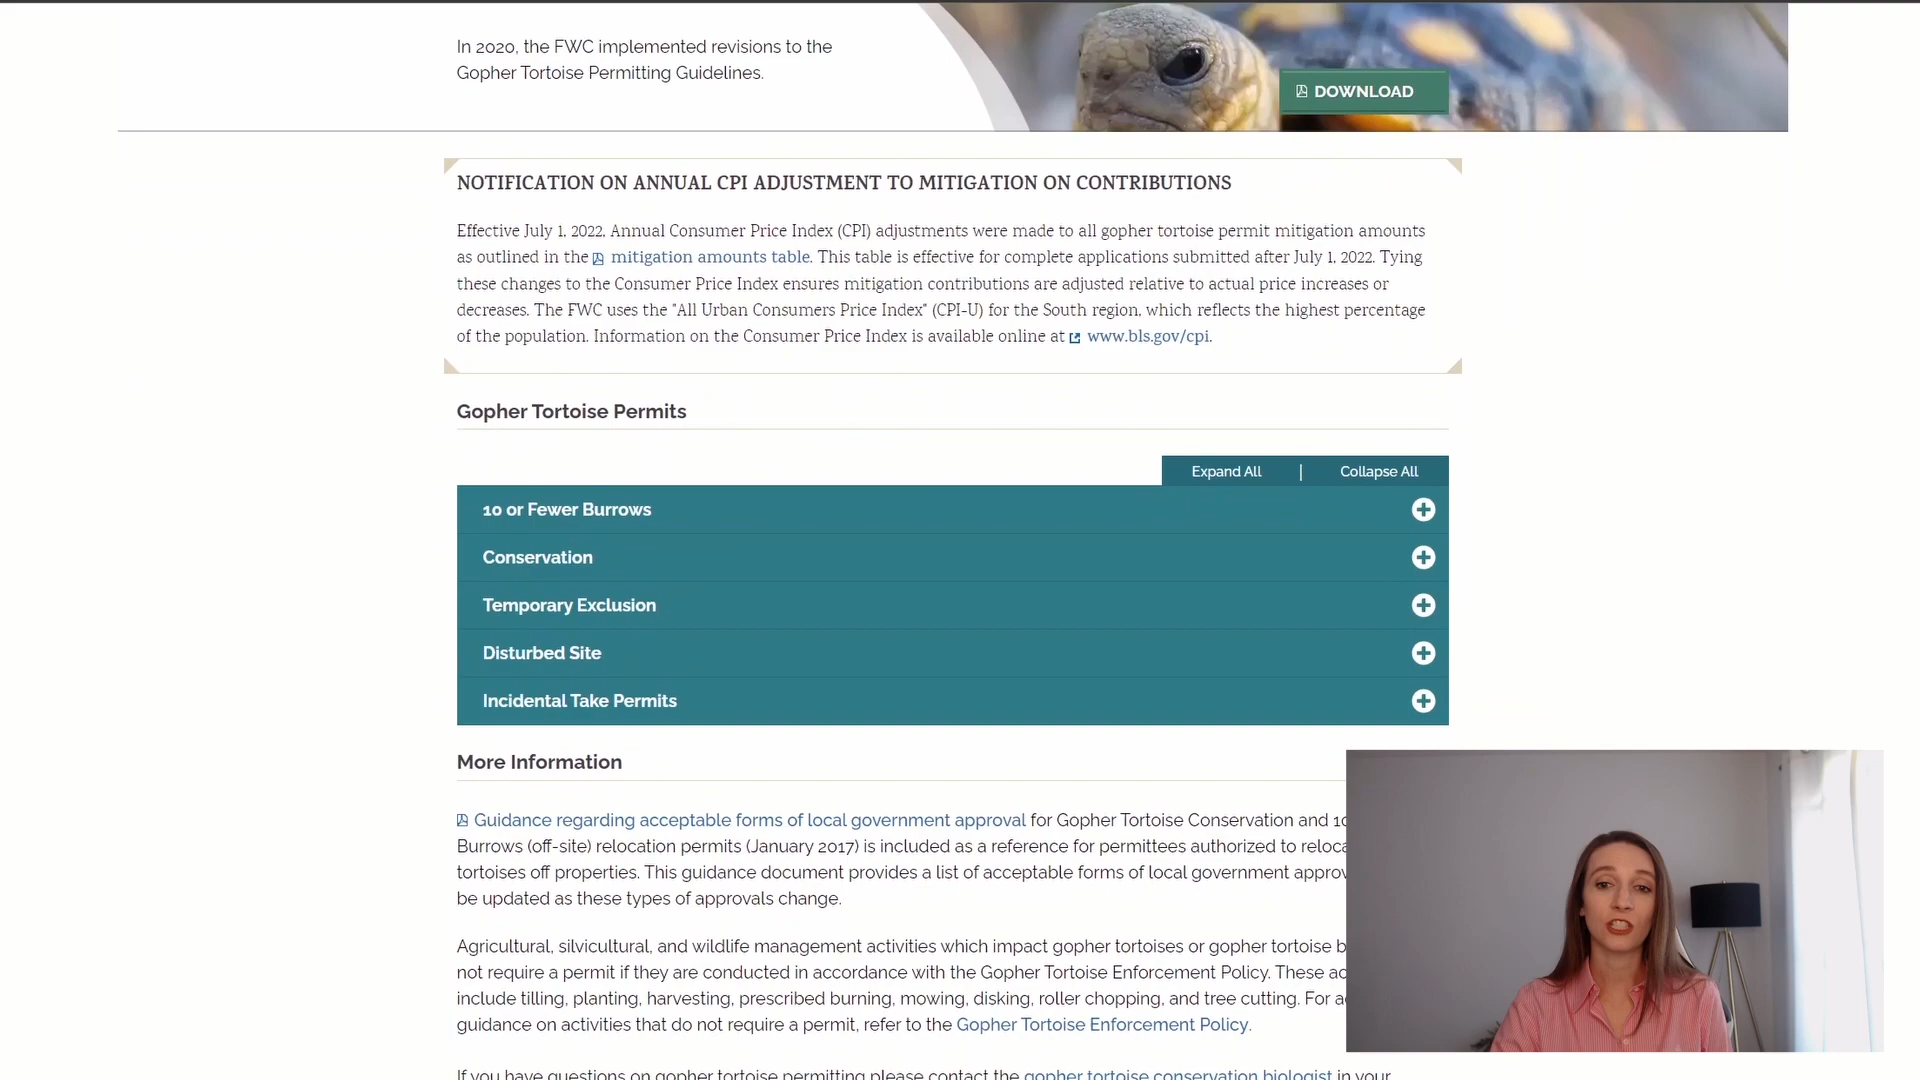 In 2020, the FWC implemented revisions to the
Gopher Tortoise Permitting Guidelines.
DOWNLOAD
NOTIFICATION ON ANNUAL CPI ADJUSTMENT TO MITIGATION ON CONTRIBUTIONS
Effective July 1, 2022, Annual Consumer Price Index (CPI) adjustments were made to all gopher tortoise permit mitigation amounts
as outlined in the mitigation amounts table. This table is effective for complete applications submitted after July 1, 2022. Tying
these changes to the Consumer Price Index ensures mitigation contributions are adjusted relative to actual price increases or
decreases. The FWC uses the "All Urban Consumers Price Index" (CPI-U) for the South region, which reflects the highest percentage
of the population. Information on the Consumer Price Index is available online at www.bls.gov/cpi.
Gopher Tortoise Permits
Expand All | Collapse All
10 or Fewer Burrows
Conservation
Temporary Exclusion
Disturbed Site
Incidental Take Permits
More Information
Guidance regarding acceptable forms of local government approval for Gopher Tortoise Conservation and
Burrows (off-site) relocation permits (January 2017) is included as a reference for permittees authorized to
tortoises off properties. This guidance document provides a list of acceptable forms of local government
be updated as these types of approvals change.
Agricultural, silvicultural, and wildlife management activities which impact gopher tortoises or gopher tortoise
not require a permit if they are conducted in accordance with the Gopher Tortoise Enforcement Policy. These
include tilling, planting, harvesting, prescribed burning, mowing, disking, roller chopping, and tree cutting. For
guidance on activities that do not require a permit, refer to the Gopher Tortoise Enforcement Policy.
If you have questions on gopher tortoise permitting please contact the gopher tortoise conservation biologist in your